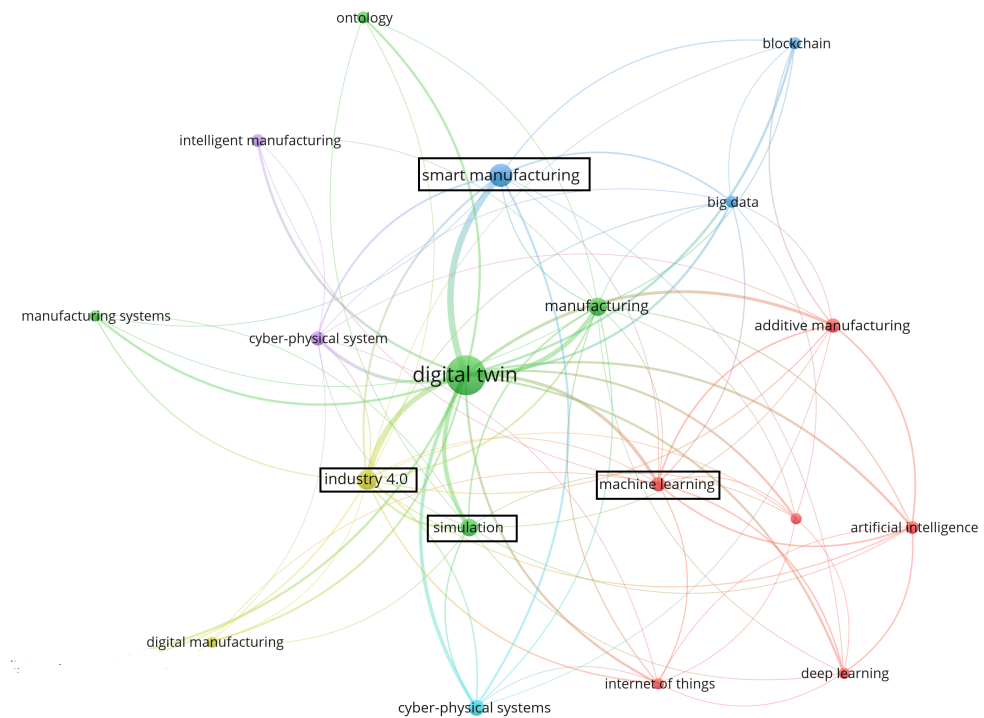 ontology
blockchain
intelligent manufacturing
smart manufacturing
big data
manufacturing
manufacturing systems
additive manufacturing
cyber-physical system
digital twin
industry 4.0
machine learning
simulation
artificial intelligence
digital manufacturing
deep learning
internet of things
cyber-physical systems